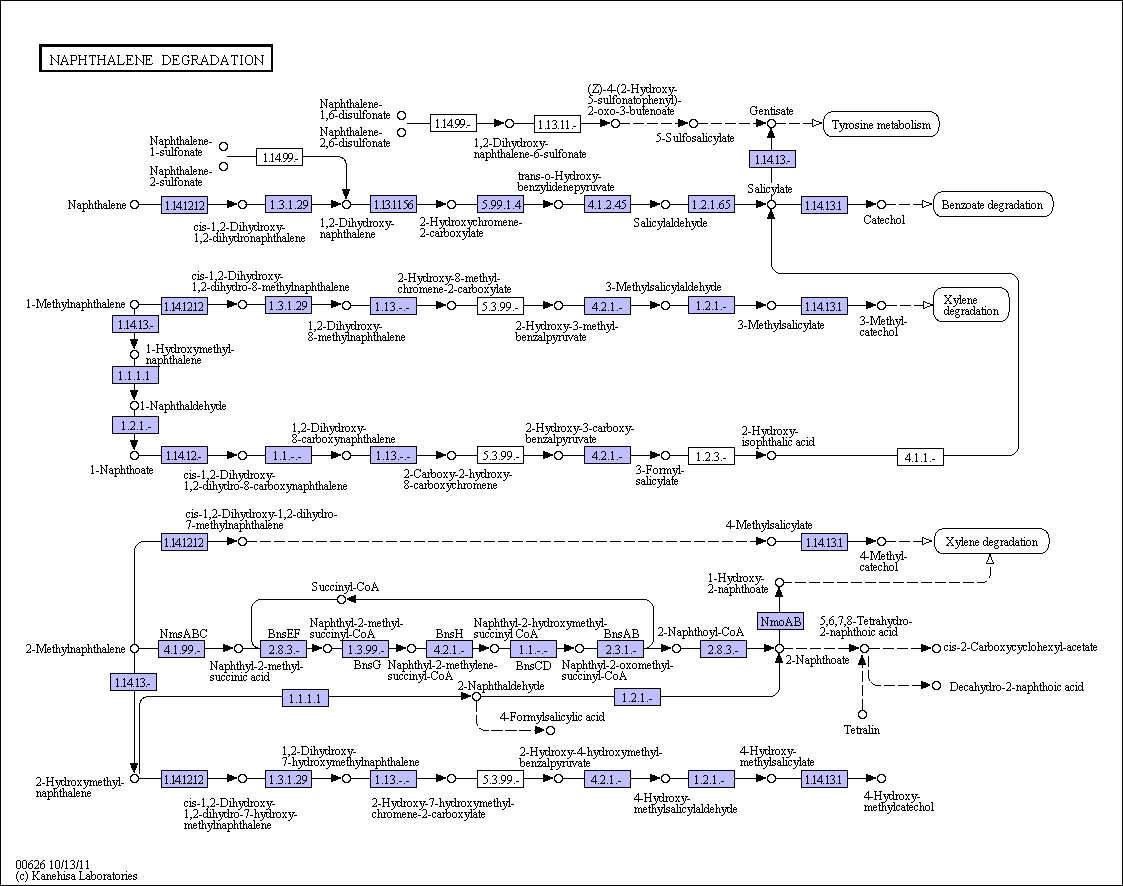 NAPHTHALENE DEGRADATION
Naphthalene-
1,6-disulfonate
Naphthalene-
2,6-disulfonate
1.14.99.-
1,2-Dihydroxy-
naphthalene-6-sulfonate
1.13.11.-
(Z)-4-(2-Hydroxy-
5-sulfonatophenyl)-
2-oxo-3-butenoate
5-Sulfosalicylate
Gentisate
Tyrosine metabolism
Naphthalene-
1-sulfonate
Naphthalene-
2-sulfonate
1.14.99.-
1.14.13.-
Naphthalene
1.14.12.12
cis-1,2-Dihydroxy-
1,2-dihydronaphthalene
1.3.1.29
1,2-Dihydroxy-
naphthalene
1.13.11.56
2-Hydroxychromene-
2-carboxylate
5.99.1.4
trans-o-Hydroxy-
benzylidenepyruvate
4.1.2.45
Salicylaldehyde
1.2.1.65
Salicylate
1.14.13.1
Catechol
Benzoate degradation
1-Methylnaphthalene
1.14.12.12
cis-1,2-Dihydroxy-
1,2-dihydro-8-methylnaphthalene
1.3.1.29
1,2-Dihydroxy-
8-methylnaphthalene
1.13.-.-
2-Hydroxy-8-methyl-
chromene-2-carboxylate
5.3.99.-
2-Hydroxy-3-methyl-
benzalpyruvate
4.2.1.-
3-Methylsalicylaldehyde
1.2.1.-
3-Methylsalicylate
1.14.13.1
3-Methyl-
catechol
Xylene
degradation
1.14.13.-
1-Hydroxymethyl-
naphthalene
1.1.1.1
1-Naphthaldehyde
1.2.1.-
1-Naphthoate
1.14.12.-
cis-1,2-Dihydroxy-
1,2-dihydro-8-carboxynaphthalene
1.1.-.-
1,2-Dihydroxy-
8-carboxynaphthalene
1.13.-.-
2-Carboxy-2-hydroxy-
8-carboxychromene
5.3.99.-
2-Hydroxy-3-carboxy-
benzalpyruvate
4.2.1.-
3-Formyl-
salicylate
1.2.3.-
2-Hydroxy-
isophthalic acid
4.1.1.-
cis-1,2-Dihydroxy-1,2-dihydro-
7-methylnaphthalene
1.14.12.12
4-Methylsalicylate
1.14.13.1
4-Methyl-
catechol
Xylene degradation
1-Hydroxy-
2-naphthoate
Succinyl-CoA
2-Methylnaphthalene
NmsABC
4.1.99.-
Naphthyl-2-methyl-
succinic acid
BnsEF
2.8.3.-
Naphthyl-2-methyl-
succinyl-CoA
1.3.99.-
BnsG
Naphthyl-2-methylene-
succinyl-CoA
BnsH
4.2.1.-
Naphthyl-2-hydroxymethyl-
succinyl CoA
1.1.-.-
BnsCD
Naphthyl-2-oxomethyl-
succinyl-CoA
BnsAB
2.3.1.-
2-Naphthoyl-CoA
2.8.3.-
NmoAB
2-Naphthoate
5,6,7,8-Tetrahydro-
2-naphthoic acid
cis-2-Carboxycyclohexyl-acetate
Decahydro-2-naphthoic acid
Tetralin
1.14.13.-
1.1.1.1
2-Naphthaldehyde
1.2.1.-
4-Formylsalicylic acid
2-Hydroxymethyl-
naphthalene
1.14.12.12
cis-1,2-Dihydroxy-
1,2-dihydro-7-hydroxy-
methylnaphthalene
1.3.1.29
1,2-Dihydroxy-
7-hydroxymethylnaphthalene
1.13.-.-
2-Hydroxy-7-hydroxymethyl-
chromene-2-carboxylate
5.3.99.-
2-Hydroxy-4-hydroxymethyl-
benzalpyruvate
4.2.1.-
4-Hydroxy-
methylsalicylaldehyde
1.2.1.-
4-Hydroxy-
methylsalicylate
1.14.13.1
4-Hydroxy-
methylcatechol
00626 10/13/11
(c) Kanehisa Laboratories